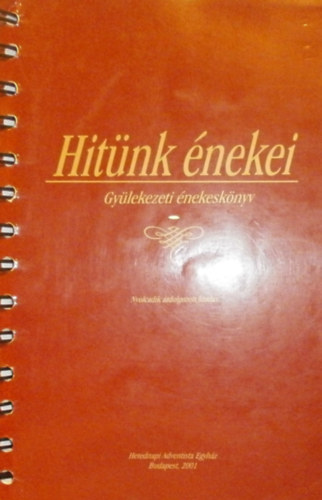 Hitünk énekei
Gyülekezeti énekeskönyv
Hetednapi Adventista Egyház
Budapest, 2001